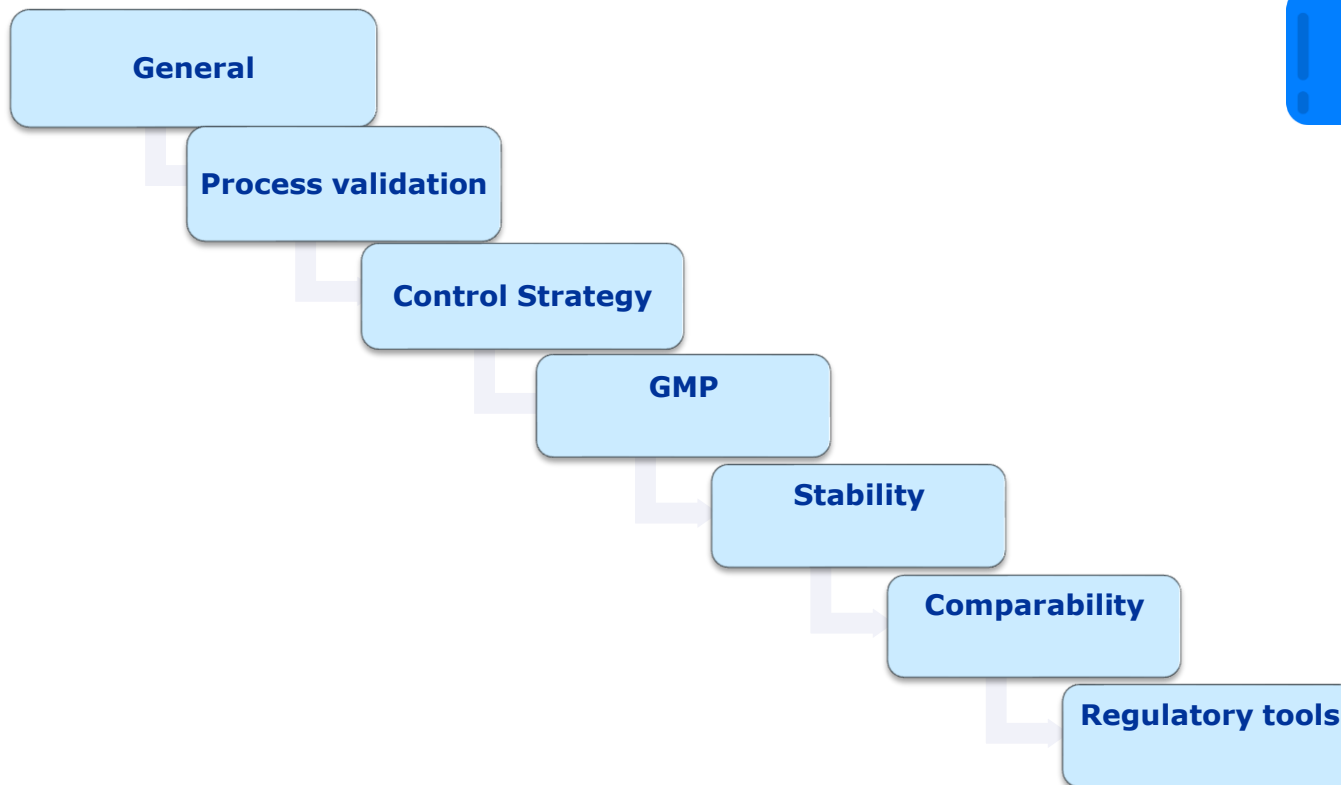 General
Process validation
Control Strategy
GMP
Stability
Comparability
Regulatory tools